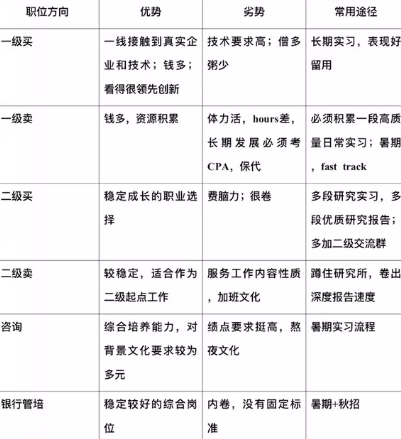 职位方向 优势 劣势 常用途径
一级买 一线接触到真实企 技术要求高；僧多 长期实习，表现好
业和技术；钱多； 粥少 留用
看得很领先创新
一级卖 钱多，资源积累 体力活，hours差， 必须积累一段高质
长期发展必须考 量日常实习；暑期
CPA，保代 ，fast track
二级买 稳定成长的职业选 费脑力；很卷 多段研究实习，多
择 段优质研究报告；
多加二级交流群
二级卖 较稳定，适合作为 服务工作内容性质 蹲住研究所，卷出
二级起点工作 ，加班文化 深度报告速度
咨询 综合培养能力，对 绩点要求挺高，熬 暑期实习流程
背景文化要求较为 夜文化
多元
银行管培 稳定较好的综合岗 内卷，没有固定标 暑期+秋招
位 准